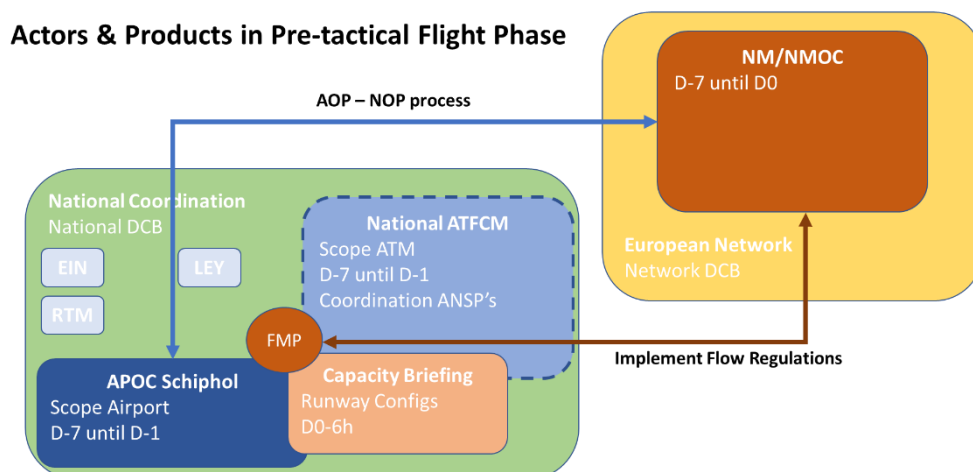 Actors & Products in Pre-tactical Flight Phase
NM/NMOC
D-7 until D0
AOP – NOP process
National Coordination
National DCB
EIN
LEY
RTM
National ATFCM
Scope ATM
D-7 until D-1
Coordination ANSP's
European Network
Network DCB
FMP
Implement Flow Regulations
APOC Schiphol
Scope Airport
D-7 until D-1
Capacity Briefing
Runway Configs
D0-6h